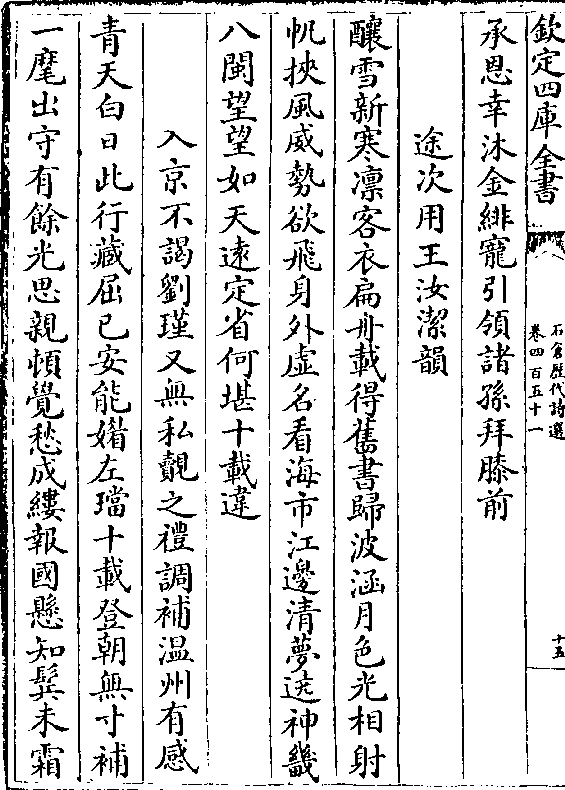 欽定四庫全書
石倉歴代詩選
卷四百五十一
十五
承恩幸沐金緋寵引領諸孫拜膝前
途次用王汝潔韻
釀雪新寒凛客衣扁舟載得舊書歸波涵月色光相射
帆挾風威勢欲飛身外虚名看海市江邊清夢送神畿
八閩望望如天遠定省何堪十載違
入京不謁劉瑾又無私覿之禮調補温州有感
青天白日此行藏屈已安能媚左璫十載登朝無寸補
一麾出守有餘光思親頓覺愁成縷報國懸知鬂未霜